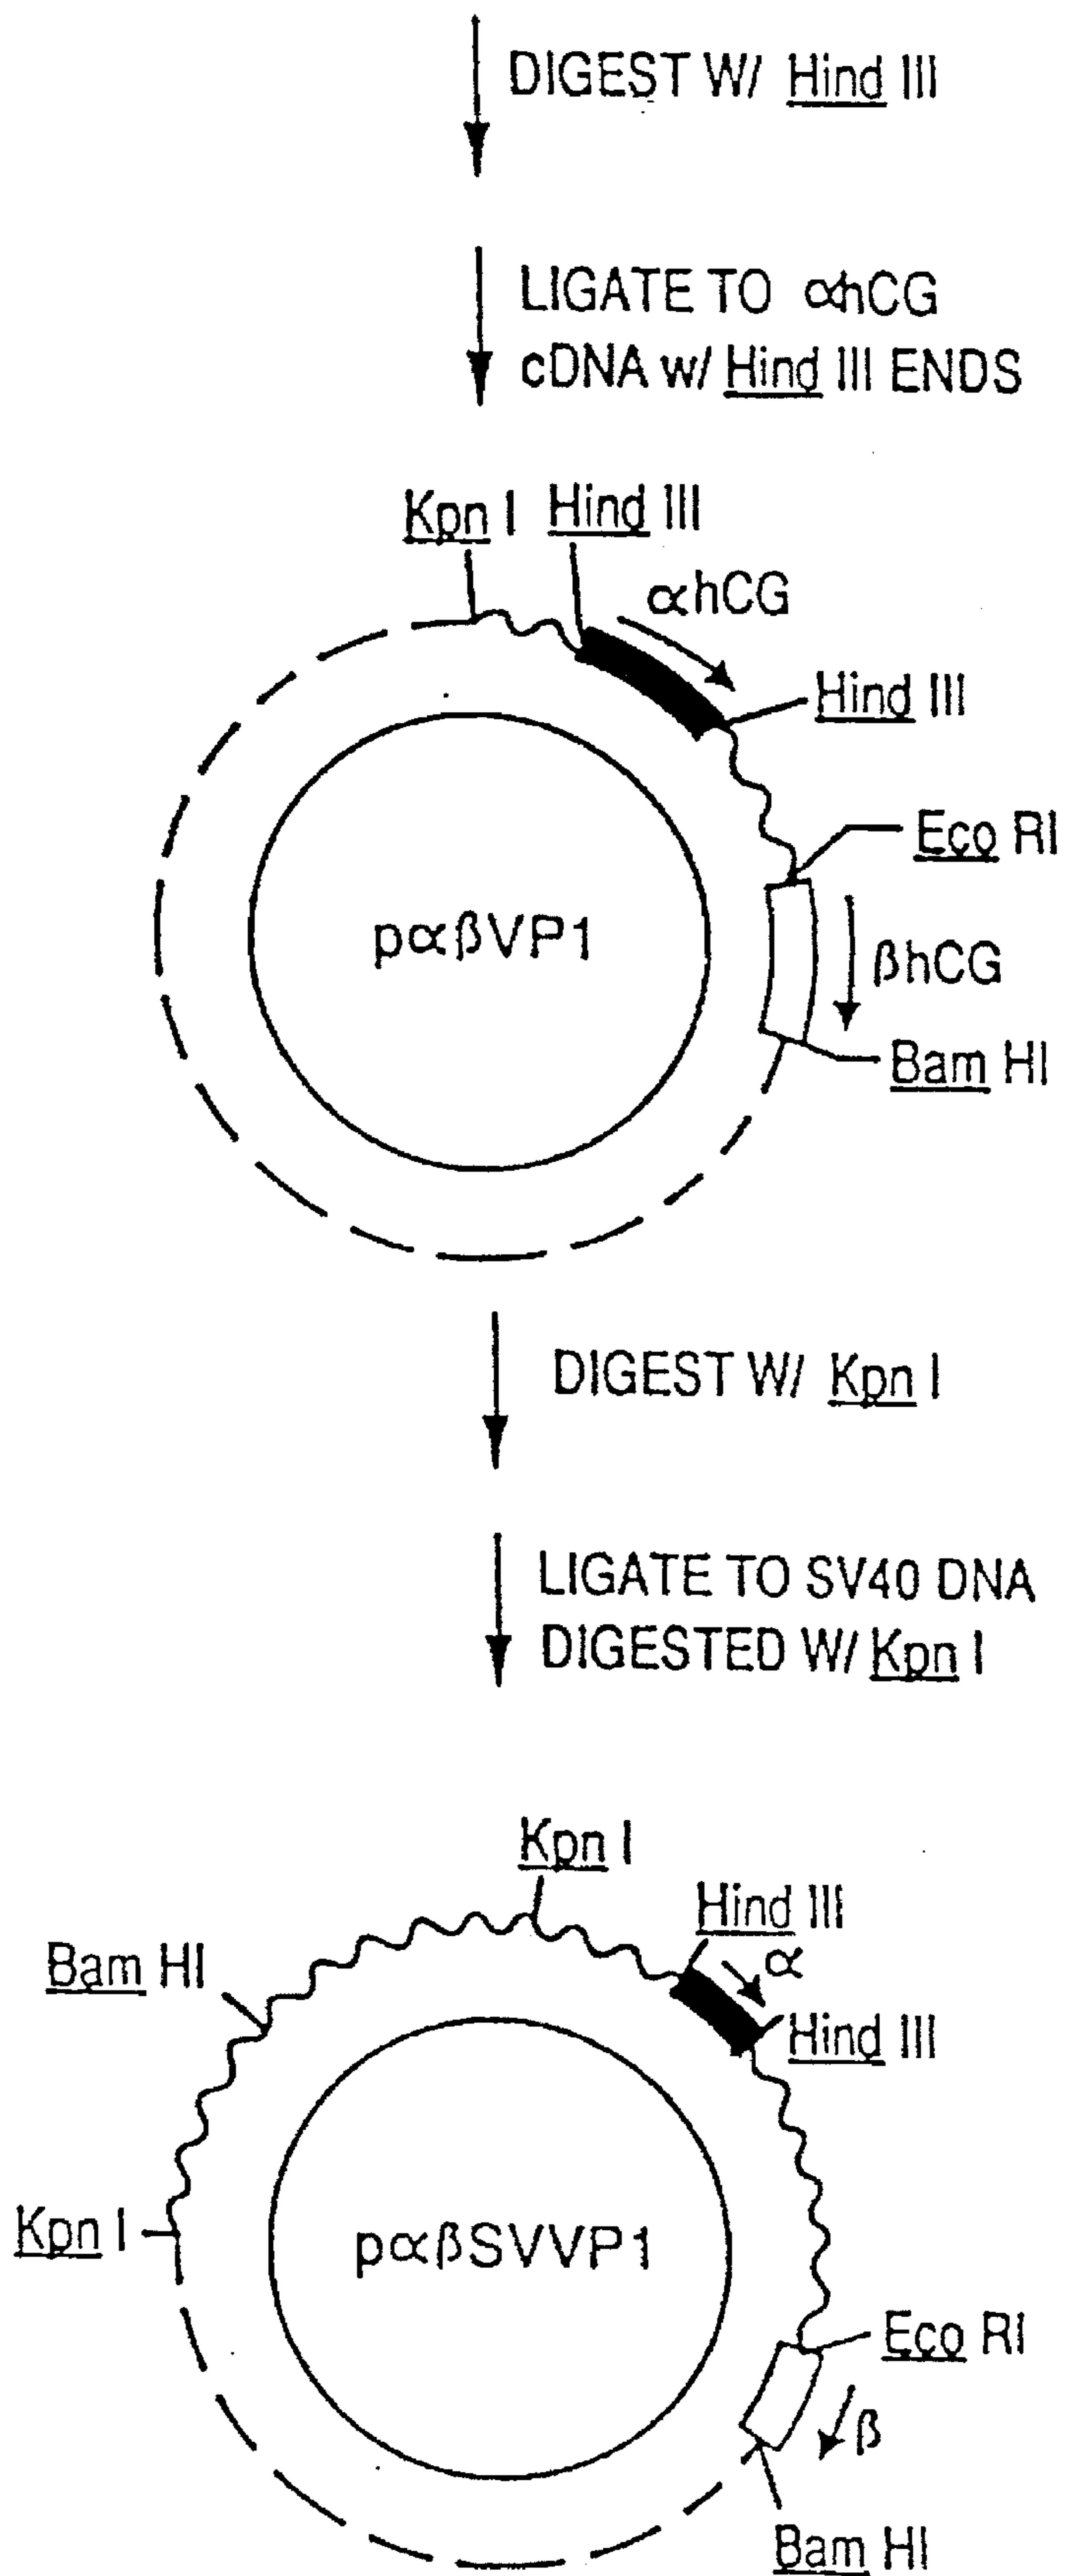 DIGEST W/ Hind III
LIGATE TO αhCG
cDNA w/ Hind III ENDS
Kpn I
Hind III
αhCG
Hind III
Eco RI
pαβVP1
βhCG
Bam HI
DIGEST W/ Kpn I
LIGATE TO SV40 DNA
DIGESTED W/ Kpn I
Kpn I
Hind III
Bam HI
α
Hind III
Kpn I
pαβSVVP1
Eco RI
β
Bam HI